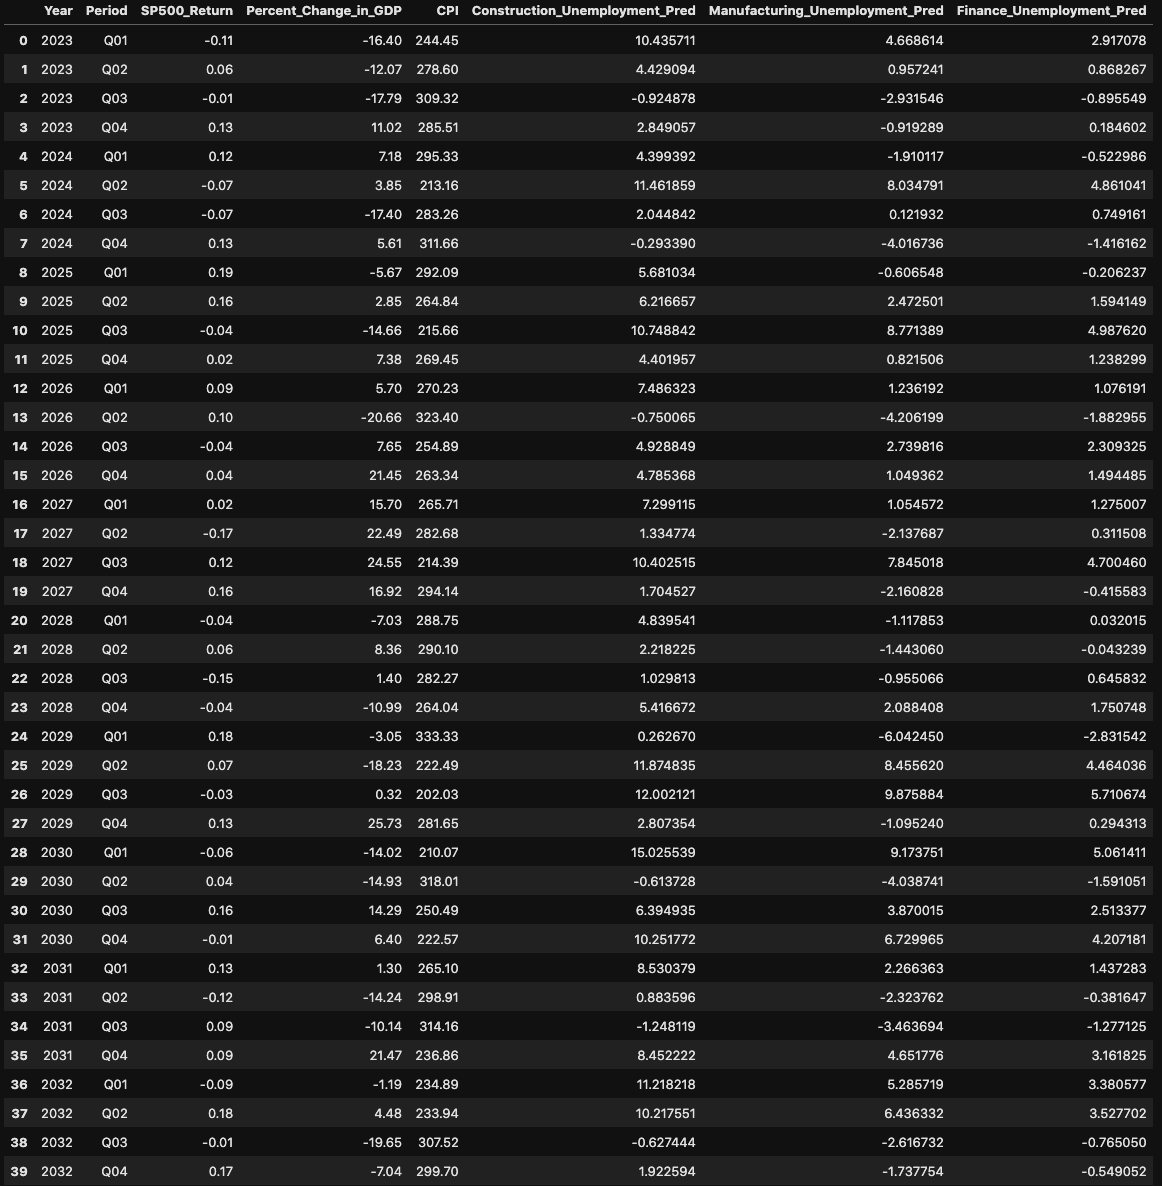 Year Period SP500_Return Percent_Change_in_GDP CPI Construction_Unemployment_Pred Manufacturing_Unemployment_Pred Finance_Unemployment_Pred
0 2023 Q01 -0.11 -16.40 244.45 10.435711 4.668614 2.917078
1 2023 Q02 0.06 -12.07 278.60 4.429094 0.957241 0.868267
2 2023 Q03 -0.01 -17.79 309.32 -0.924878 -2.931546 -0.895549
3 2023 Q04 0.13 11.02 285.51 2.849057 -0.919289 0.184602
4 2024 Q01 0.12 7.18 295.33 4.399392 -1.910117 -0.522986
5 2024 Q02 -0.07 3.85 213.16 11.461859 8.034791 4.861041
6 2024 Q03 -0.07 -17.40 283.26 2.044842 0.121932 0.749161
7 2024 Q04 0.13 5.61 311.66 -0.293390 -4.016736 -1.416162
8 2025 Q01 0.19 -5.67 292.09 5.681034 -0.606548 -0.206237
9 2025 Q02 0.16 2.85 264.84 6.216657 2.472501 1.594149
10 2025 Q03 -0.04 -14.66 215.66 10.748842 8.771389 4.987620
11 2025 Q04 0.02 7.38 269.45 4.401957 0.821506 1.238299
12 2026 Q01 0.09 5.70 270.23 7.486323 1.236192 1.076191
13 2026 Q02 0.10 -20.66 323.40 -0.750065 -4.206199 -1.882955
14 2026 Q03 -0.04 7.65 254.89 4.928849 2.739816 2.309325
15 2026 Q04 0.04 21.45 263.34 4.785368 1.049362 1.494485
16 2027 Q01 0.02 15.70 265.71 7.299115 1.054572 1.275007
17 2027 Q02 -0.17 22.49 282.68 1.334774 -2.137687 0.311508
18 2027 Q03 0.12 24.55 214.39 10.402515 7.845018 4.700460
19 2027 Q04 0.16 16.92 294.14 1.704527 -2.160828 -0.415583
20 2028 Q01 -0.04 -7.03 288.75 4.839541 -1.117853 0.032015
21 2028 Q02 0.06 8.36 290.10 2.218225 -1.443060 -0.043239
22 2028 Q03 -0.15 1.40 282.27 1.029813 -0.955066 0.645832
23 2028 Q04 -0.04 -10.99 264.04 5.416672 2.088408 1.750748
24 2029 Q01 0.18 -3.05 333.33 0.262670 -6.042450 -2.831542
25 2029 Q02 0.07 -18.23 222.49 11.874835 8.455620 4.464036
26 2029 Q03 -0.03 0.32 202.03 12.002121 9.875884 5.710674
27 2029 Q04 0.13 25.73 281.65 2.807354 -1.095240 0.294313
28 2030 Q01 -0.06 -14.02 210.07 15.025539 9.173751 5.061411
29 2030 Q02 0.04 -14.93 318.01 -0.613728 -4.038741 -1.591051
30 2030 Q03 0.16 14.29 250.49 6.394935 3.870015 2.513377
31 2030 Q04 -0.01 6.40 222.57 10.251772 6.729965 4.207181
32 2031 Q01 0.13 1.30 265.10 8.530379 2.266363 1.437283
33 2031 Q02 -0.12 -14.24 298.91 0.883596 -2.323762 -0.381647
34 2031 Q03 0.09 -10.14 314.16 -1.248119 -3.463694 -1.277125
35 2031 Q04 0.09 21.47 236.86 8.452222 4.651776 3.161825
36 2032 Q01 -0.09 -1.19 234.89 11.218218 5.285719 3.380577
37 2032 Q02 0.18 4.48 233.94 10.217551 6.436332 3.527702
38 2032 Q03 -0.01 -19.65 307.52 -0.627444 -2.616732 -0.765050
39 2032 Q04 0.17 -7.04 299.70 1.922594 -1.737754 -0.549052